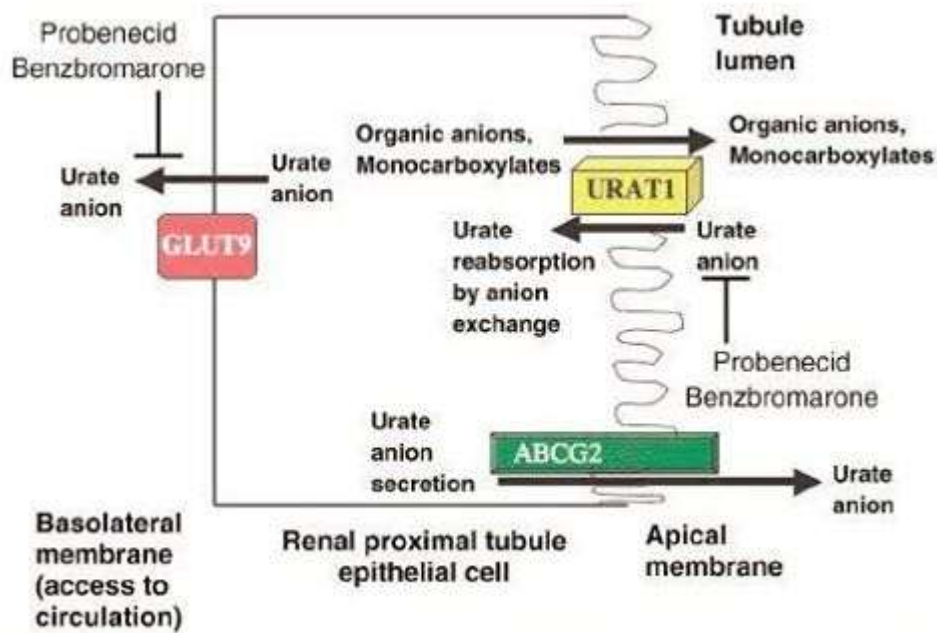 Probenecid
Benzbromarone
Tubule
lumen
Organic anions,
Monocarboxylates
Organic anions,
Monocarboxylates
Urate
anion
Urate
anion
URAT1
GLUT9
Urate
reabsorption
by anion
exchange
Urate
anion
Probenecid
Benzbromarone
Urate
anion
secretion
ABCG2
Urate
anion
Basolateral
membrane
(access to
circulation)
Renal proximal tubule
epithelial cell
Apical
membrane